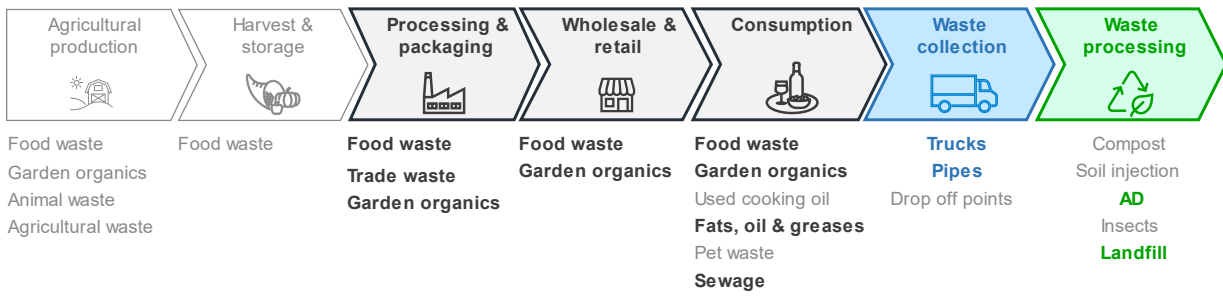 Agricultural
production
Harvest &
storage
Processing &
packaging
Wholesale &
retail
Consumption
Waste
collection
Waste
processing
Food waste
Garden organics
Animal waste
Agricultural waste
Food waste
Food waste
Trade waste
Garden organics
Food waste
Garden organics
Food waste
Garden organics
Used cooking oil
Fats, oil & greases
Pet waste
Sewage
Trucks
Pipes
Drop off points
Compost
Soil injection
AD
Insects
Landfill